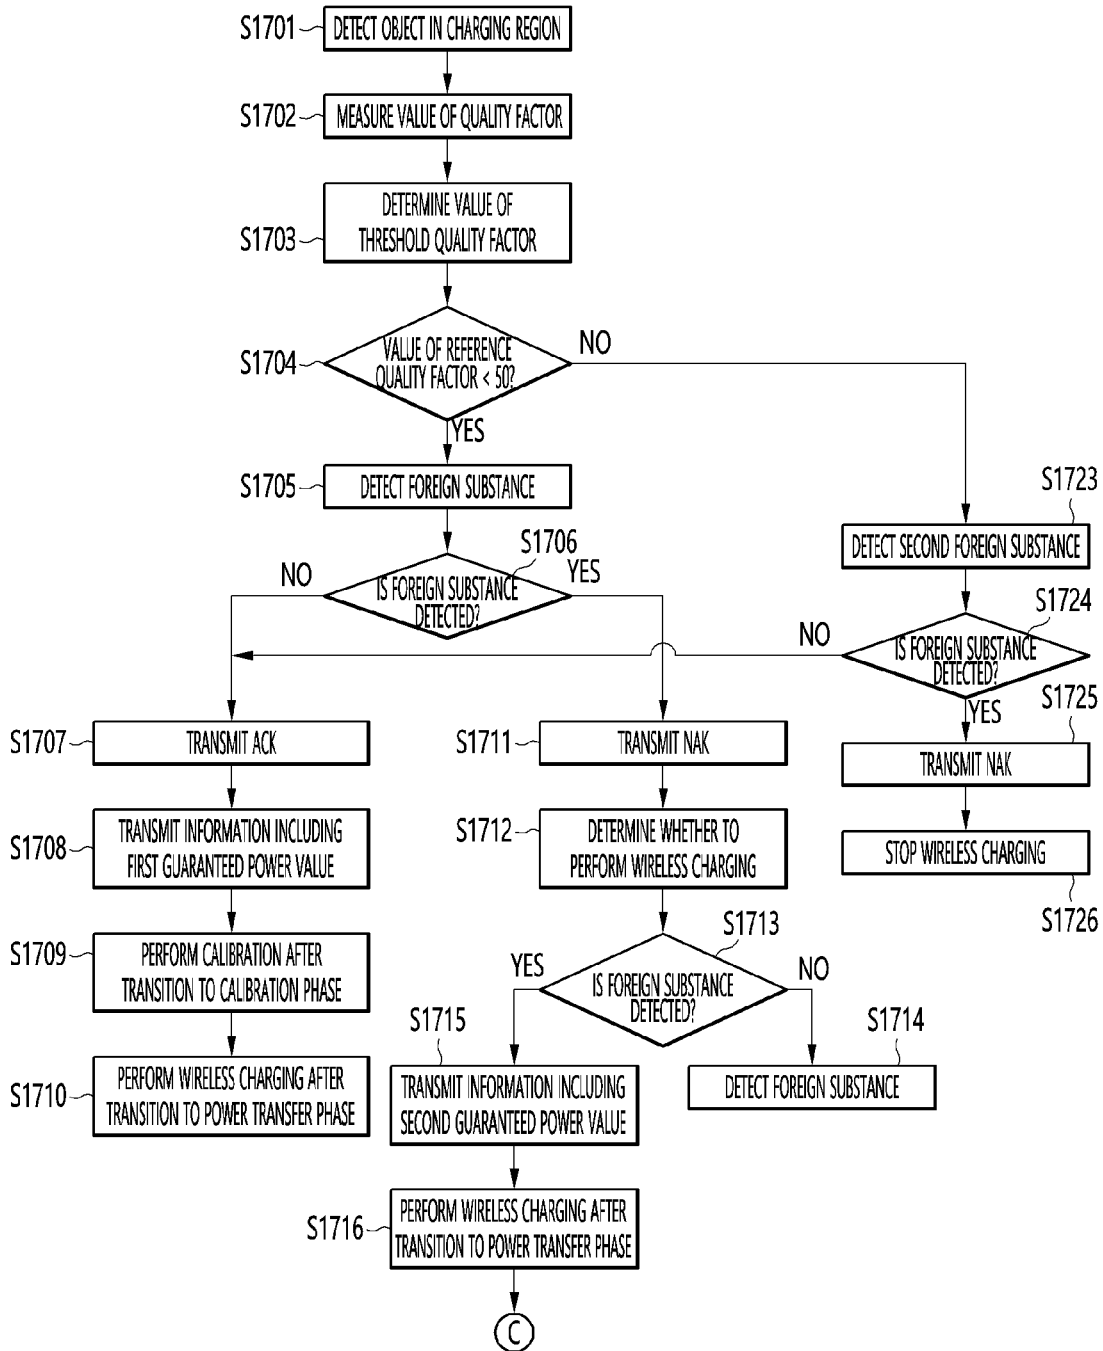 S1701
DETECT OBJECT IN CHARGING REGION
S1702
MEASURE VALUE OF QUALITY FACTOR
S1703
DETERMINE VALUE OF
THRESHOLD QUALITY FACTOR
S1704
VALUE OF REFERENCE
QUALITY FACTOR < 50?
NO
YES
S1705
DETECT FOREIGN SUBSTANCE
S1723
DETECT SECOND FOREIGN SUBSTANCE
S1706
NO
IS FOREIGN SUBSTANCE
DETECTED?
YES
S1724
NO
IS FOREIGN SUBSTANCE
DETECTED?
YES
S1725
S1707
TRANSMIT ACK
S1711
TRANSMIT NAK
TRANSMIT NAK
S1708
TRANSMIT INFORMATION INCLUDING
FIRST GUARANTEED POWER VALUE
S1712
DETERMINE WHETHER TO
PERFORM WIRELESS CHARGING
STOP WIRELESS CHARGING
S1726
S1709
PERFORM CALIBRATION AFTER
TRANSITION TO CALIBRATION PHASE
S1713
YES
IS FOREIGN SUBSTANCE
DETECTED?
NO
S1715
S1714
S1710
PERFORM WIRELESS CHARGING AFTER
TRANSITION TO POWER TRANSFER PHASE
TRANSMIT INFORMATION INCLUDING
SECOND GUARANTEED POWER VALUE
DETECT FOREIGN SUBSTANCE
S1716
PERFORM WIRELESS CHARGING AFTER
TRANSITION TO POWER TRANSFER PHASE
C